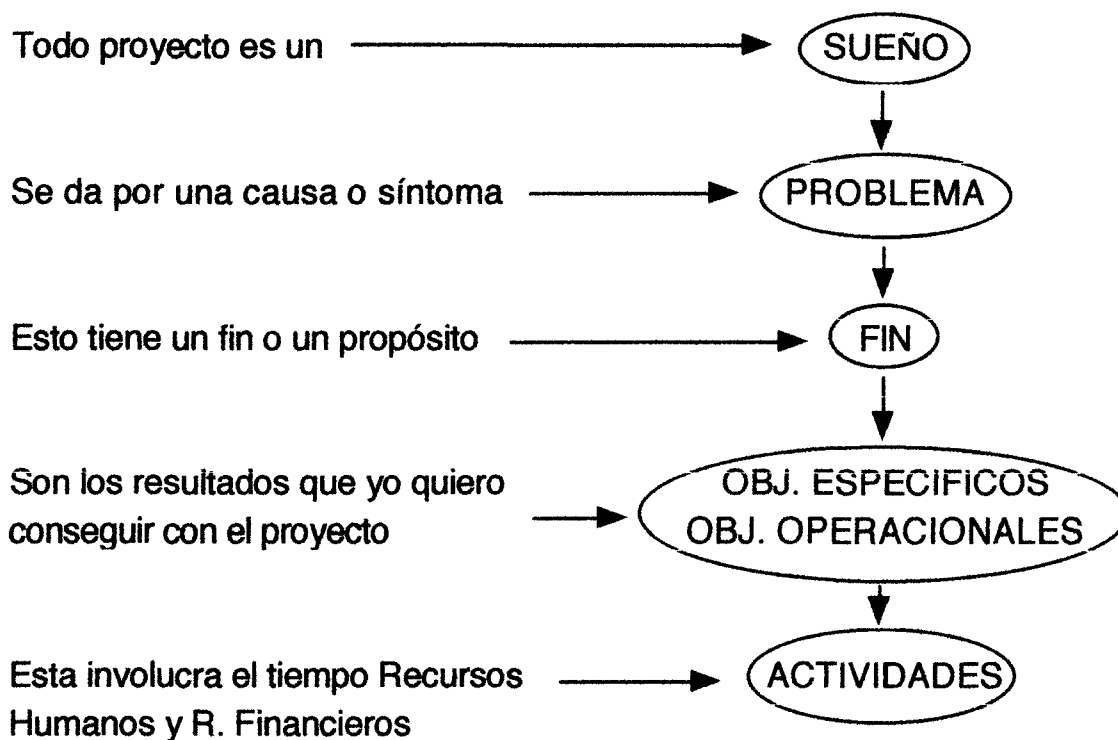 Todo proyecto es un
SUEÑO
Se da por una causa o síntoma
PROBLEMA
Esto tiene un fin o un propósito
FIN
Son los resultados que yo quiero
conseguir con el proyecto
OBJ. ESPECIFICOS
OBJ. OPERACIONALES
Esta involucra el tiempo Recursos
Humanos y R. Financieros
ACTIVIDADES